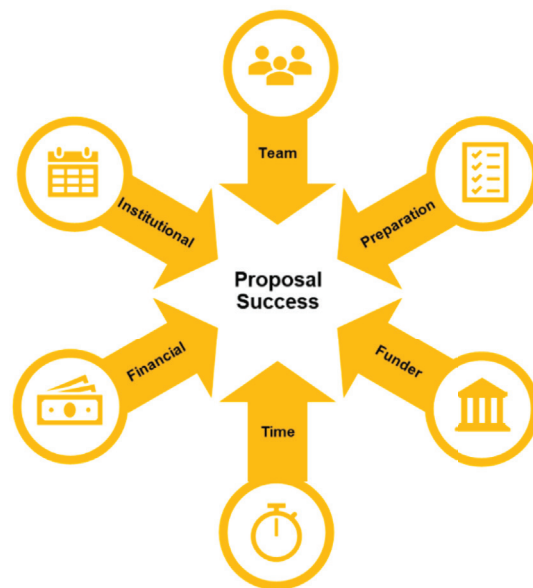 Team
Institutional
Preparation
Proposal
Success
Financial
Funder
Time